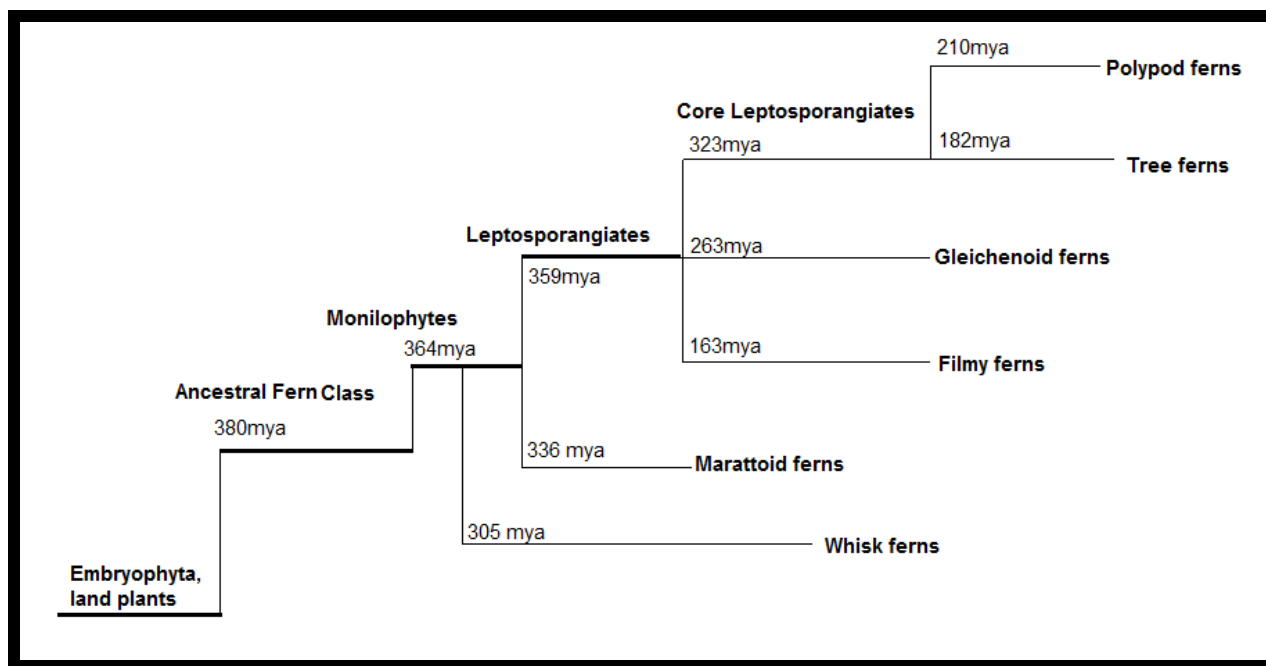 210mya
Polypod ferns
Core Leptosporangiates
323mya
182mya
Tree ferns
Leptosporangiates
263mya
Gleichenoid ferns
359mya
Monilophytes
364mya
163mya
Filmy ferns
Ancestral Fern Class
380mya
336 mya
Marattoid ferns
305 mya
Whisk ferns
Embryophyta,
land plants